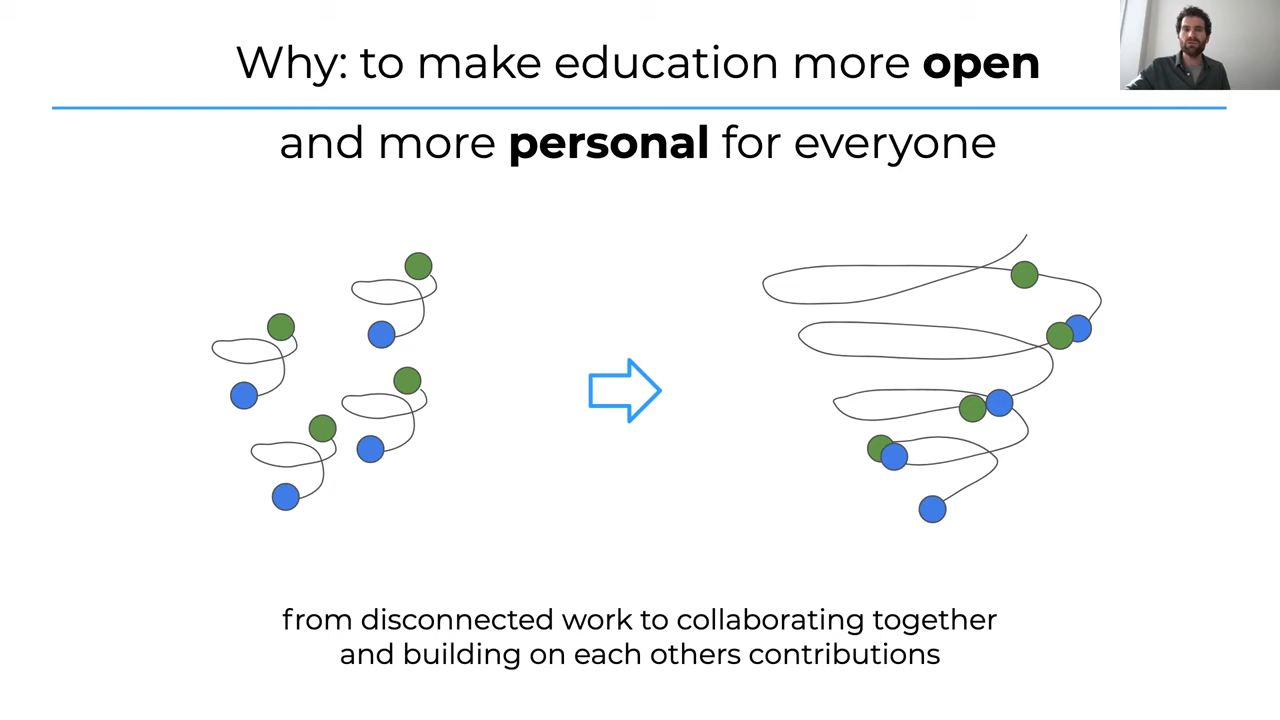 Why: to make education more open
and more personal for everyone
from disconnected work to collaborating together
and building on each others contributions